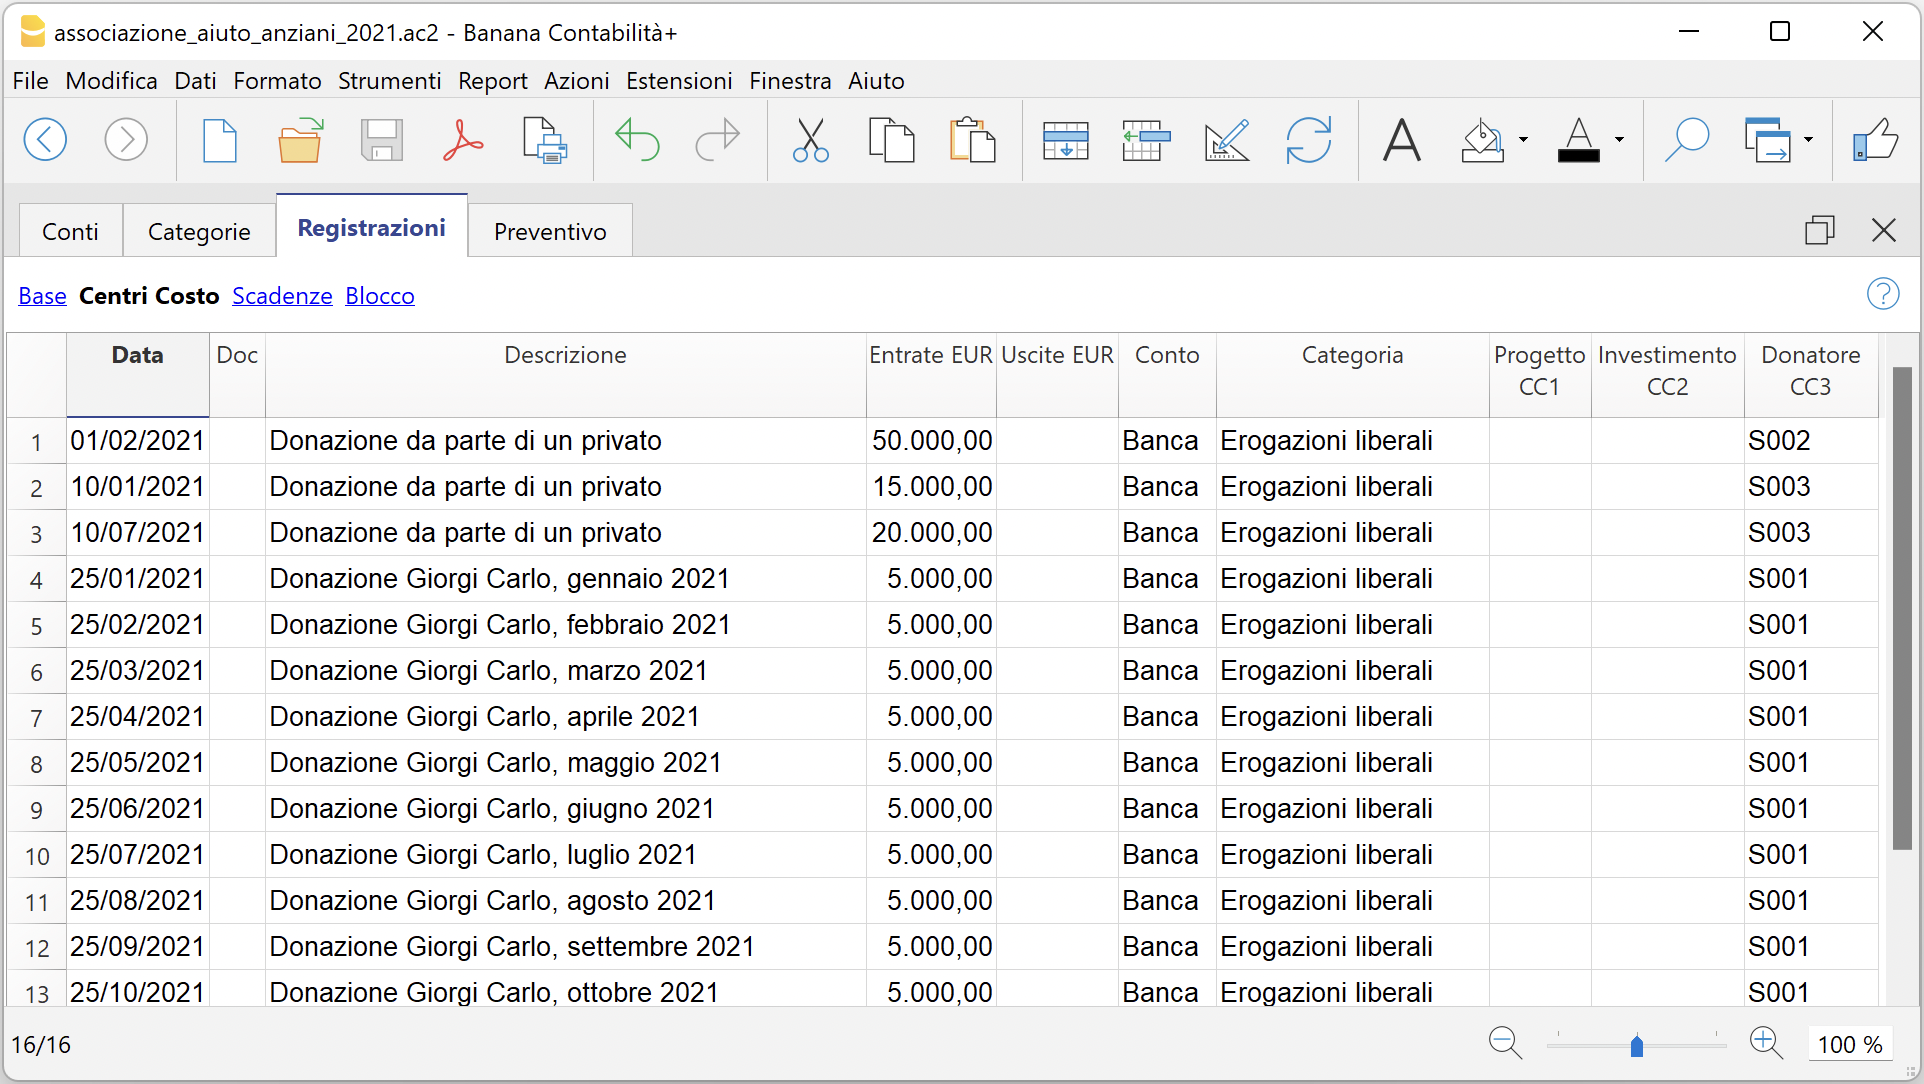 associazione_aiuto_anziani_2021.ac2 - Banana Contabilità+
File Modifica Dati Formato Strumenti Report Azioni Estensioni Finestra Aiuto
Conti Categorie Registrazioni Preventivo
Base Centri Costo Scadenze Blocco
Data Doc Descrizione Entrate EUR Uscite EUR Conto Categoria Progetto CC1 Investimento CC2 Donatore CC3
1 01/02/2021 Donazione da parte di un privato 50.000,00 Banca Erogazioni liberali S002
2 10/01/2021 Donazione da parte di un privato 15.000,00 Banca Erogazioni liberali S003
3 10/07/2021 Donazione da parte di un privato 20.000,00 Banca Erogazioni liberali S003
4 25/01/2021 Donazione Giorgi Carlo, gennaio 2021 5.000,00 Banca Erogazioni liberali S001
5 25/02/2021 Donazione Giorgi Carlo, febbraio 2021 5.000,00 Banca Erogazioni liberali S001
6 25/03/2021 Donazione Giorgi Carlo, marzo 2021 5.000,00 Banca Erogazioni liberali S001
7 25/04/2021 Donazione Giorgi Carlo, aprile 2021 5.000,00 Banca Erogazioni liberali S001
8 25/05/2021 Donazione Giorgi Carlo, maggio 2021 5.000,00 Banca Erogazioni liberali S001
9 25/06/2021 Donazione Giorgi Carlo, giugno 2021 5.000,00 Banca Erogazioni liberali S001
10 25/07/2021 Donazione Giorgi Carlo, luglio 2021 5.000,00 Banca Erogazioni liberali S001
11 25/08/2021 Donazione Giorgi Carlo, agosto 2021 5.000,00 Banca Erogazioni liberali S001
12 25/09/2021 Donazione Giorgi Carlo, settembre 2021 5.000,00 Banca Erogazioni liberali S001
13 25/10/2021 Donazione Giorgi Carlo, ottobre 2021 5.000,00 Banca Erogazioni liberali S001
16/16 100 %